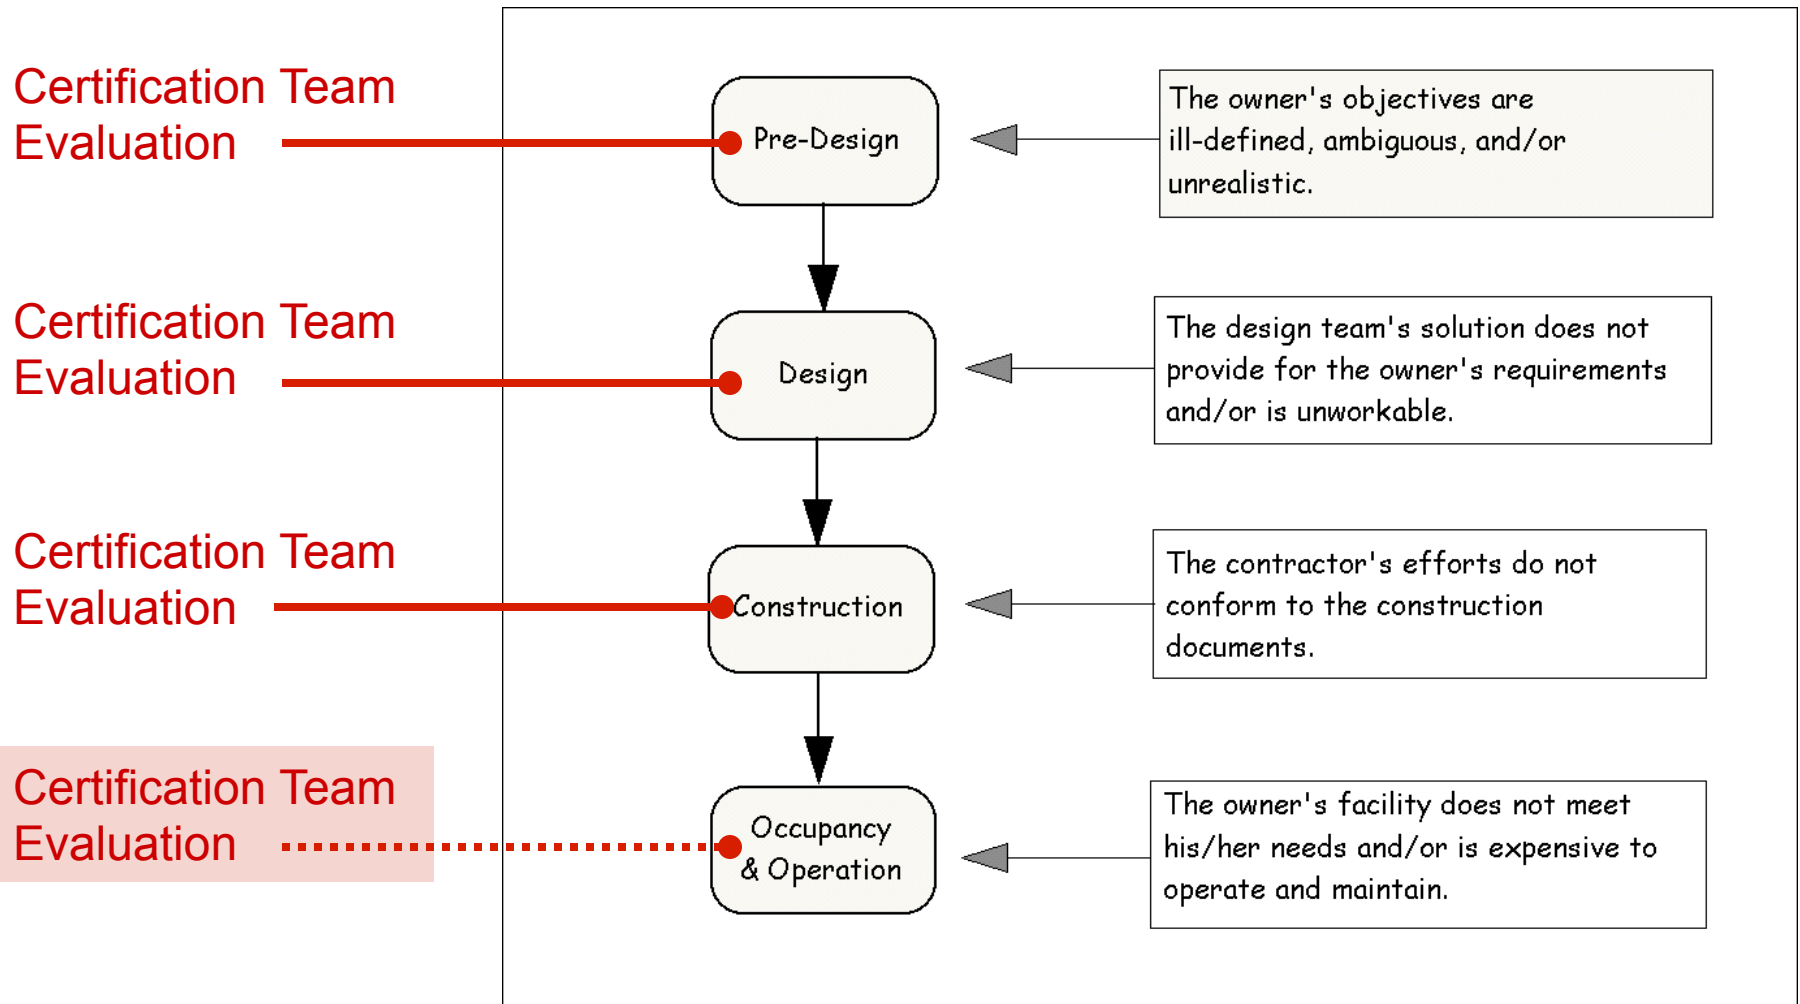 Certification Team
Evaluation
Pre-Design
The owner's objectives are
ill-defined, ambiguous, and/or
unrealistic.
Certification Team
Evaluation
Design
The design team's solution does not
provide for the owner's requirements
and/or is unworkable.
Certification Team
Evaluation
Construction
The contractor's efforts do not
conform to the construction
documents.
Certification Team
Evaluation
Occupancy
& Operation
The owner's facility does not meet
his/her needs and/or is expensive to
operate and maintain.